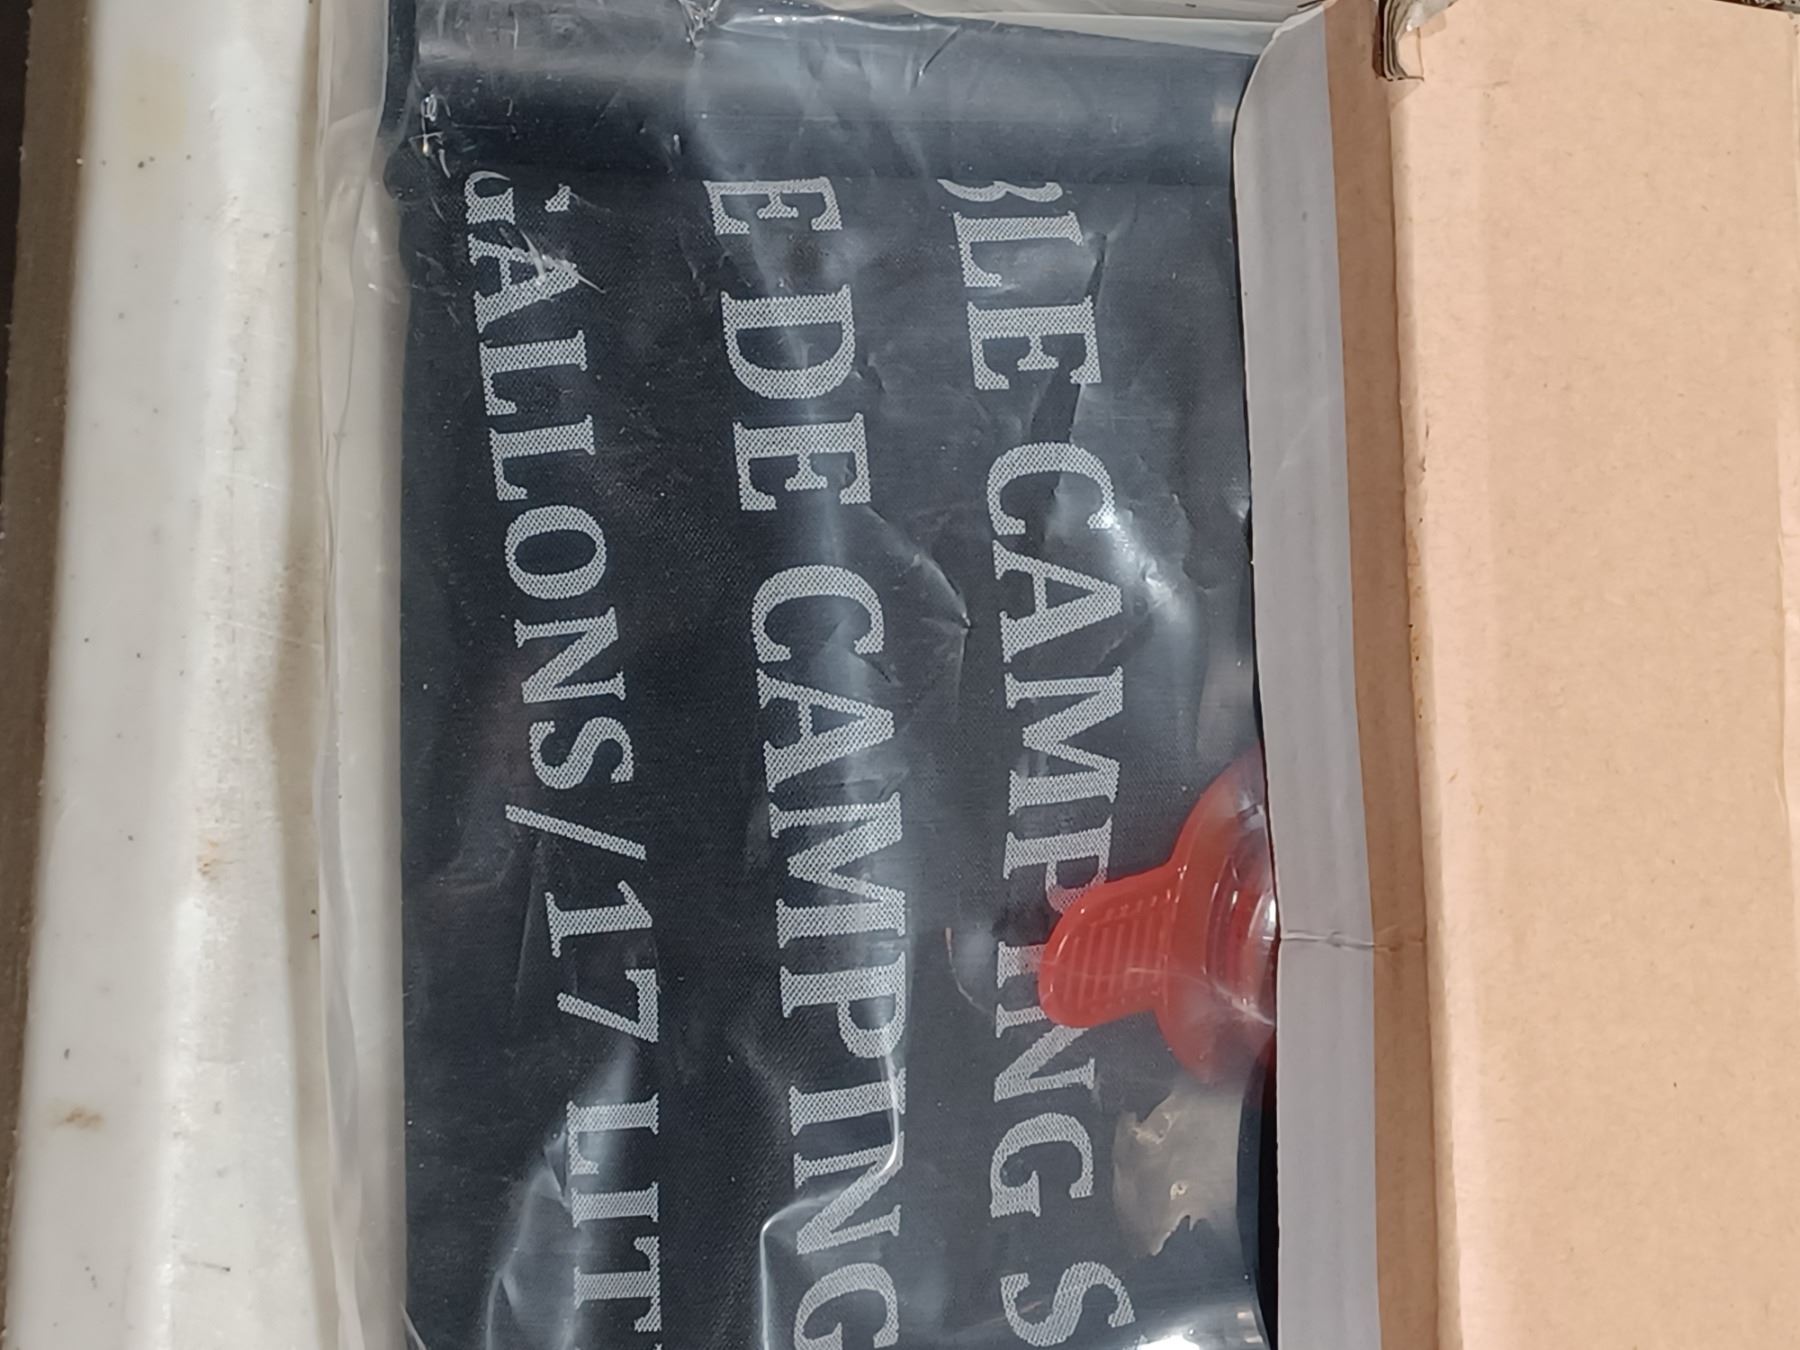 BLE CAMPING S
EDE CAMPING
GALLONS/17 LIT